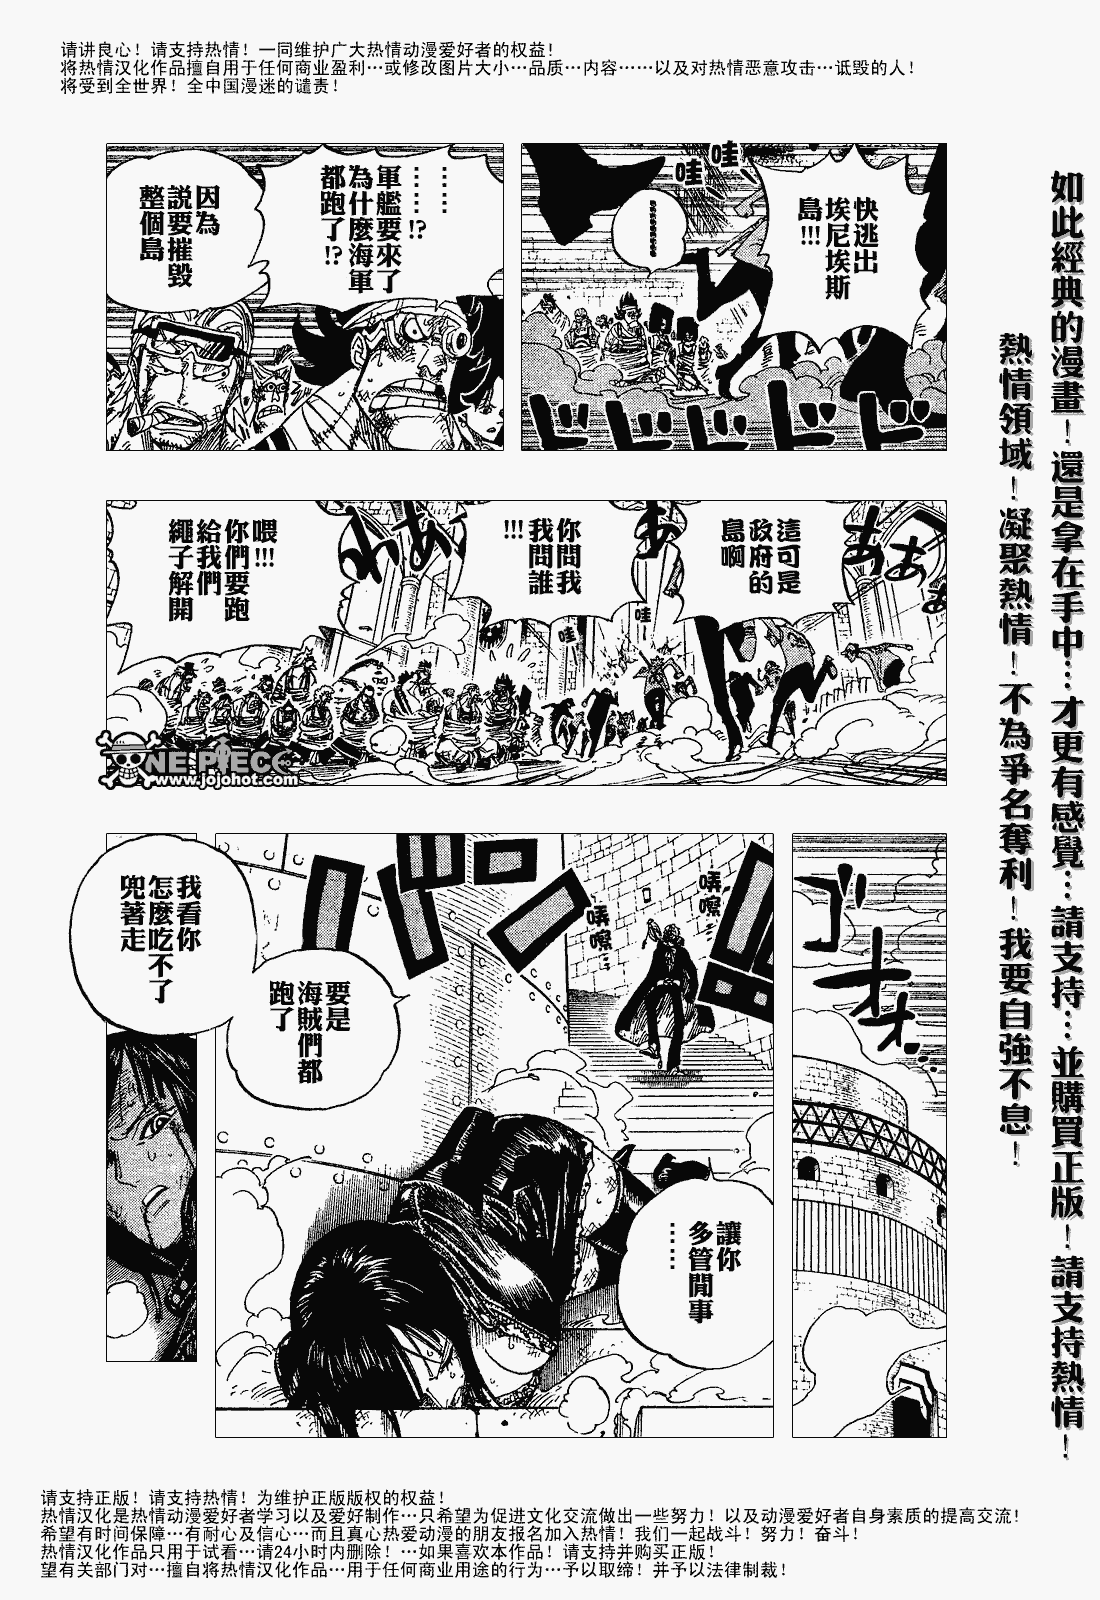 请讲良心！请支持热情！一同维护广大热情动漫爱好者的权益！
将热情汉化作品擅自用于任何商业盈利…或修改图片大小…品质…内容……以及对热情恶意攻击…诋毁的人！
将受到全世界！全中国漫迷的谴责！
如此經典的漫畫！還是拿在手中…才更有感覺…請支持…並購買正版！請支持熱情！
熱情領域！凝聚熱情！不為爭名奪利！我要自強不息！
快逃出
埃尼埃斯
島!!!
哇
哇
…………
ドドドドド
……
……!?
軍艦要來了
為什麼海軍
都跑了!?
因為
説要摧毀
整個島
這可是
政府的
島啊
あぁぁ
わぁぁ
哇
哇
你問我
我問誰
!!!
喂!!!
你們要跑
給我們
繩子解開
ONE PIECE
www.jojohot.com
ゴオオ…
嗙嚓…
嗙嚓…
讓你
多管閒事
……
要是
海賊們都
跑了
我看你
怎麼吃不了
兜著走
请支持正版！请支持热情！为维护正版版权的权益！
热情汉化是热情动漫爱好者学习以及爱好制作…只希望为促进文化交流做出一些努力！以及动漫爱好者自身素质的提高交流！
希望有时间保障…有耐心及信心…而且真心热爱动漫的朋友报名加入热情！我们一起战斗！努力！奋斗！
热情汉化作品只用于试看…请24小时内删除！…如果喜欢本作品！请支持并购买正版！
望有关部门对…擅自将热情汉化作品…用于任何商业用途的行为…予以取缔！并予以法律制裁！